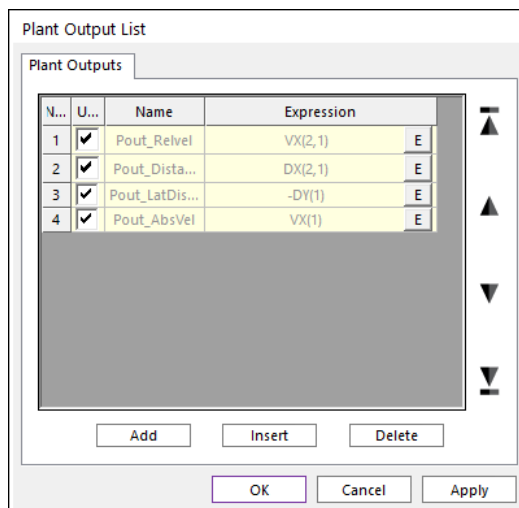 Plant Output List
Plant Outputs
N... U... Name Expression
1 Pout_Relvel VX(2,1) E
2 Pout_Dista... DX(2,1) E
3 Pout_LatDis... -DY(1) E
4 Pout_AbsVel VX(1) E
Add Insert Delete
OK Cancel Apply